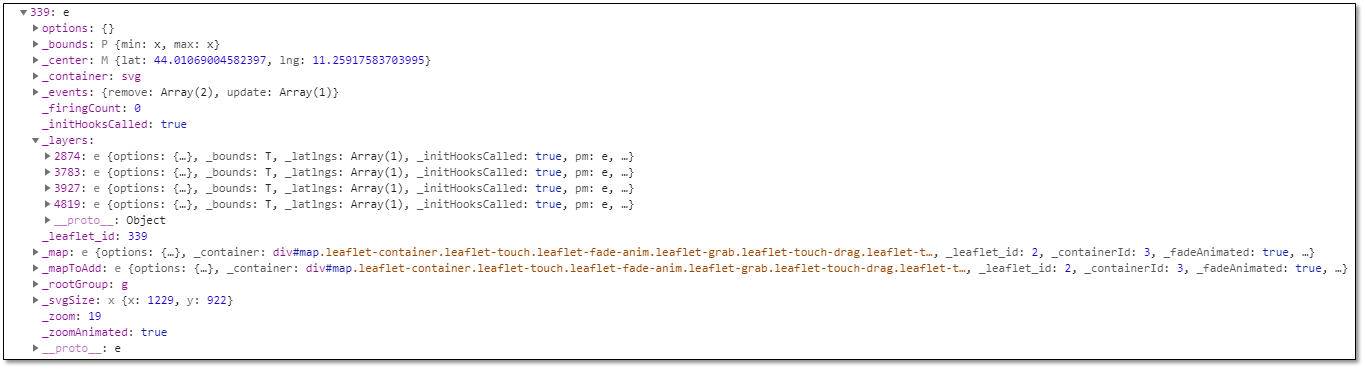 339: e
options: {}
_bounds: P {min: x, max: x}
_center: M {lat: 44.01069004582397, lng: 11.25917583703995}
_container: svg
_events: {remove: Array(2), update: Array(1)}
_firingCount: 0
_initHooksCalled: true
_layers:
2874: e {options: {…}, _bounds: T, _latlngs: Array(1), _initHooksCalled: true, pm: e, …}
3783: e {options: {…}, _bounds: T, _latlngs: Array(1), _initHooksCalled: true, pm: e, …}
3927: e {options: {…}, _bounds: T, _latlngs: Array(1), _initHooksCalled: true, pm: e, …}
4819: e {options: {…}, _bounds: T, _latlngs: Array(1), _initHooksCalled: true, pm: e, …}
__proto__: Object
_leaflet_id: 339
_map: e {options: {…}, _container: div#map.leaflet-container.leaflet-touch.leaflet-fade-anim.leaflet-grab.leaflet-touch-drag.leaflet-t…, _leaflet_id: 2, _containerId: 3, _fadeAnimated: true, …}
_mapToAdd: e {options: {…}, _container: div#map.leaflet-container.leaflet-touch.leaflet-fade-anim.leaflet-grab.leaflet-touch-drag.leaflet-t…, _leaflet_id: 2, _containerId: 3, _fadeAnimated: true, …}
_rootGroup: g
_svgSize: x {x: 1229, y: 922}
_zoom: 19
_zoomAnimated: true
__proto__: e